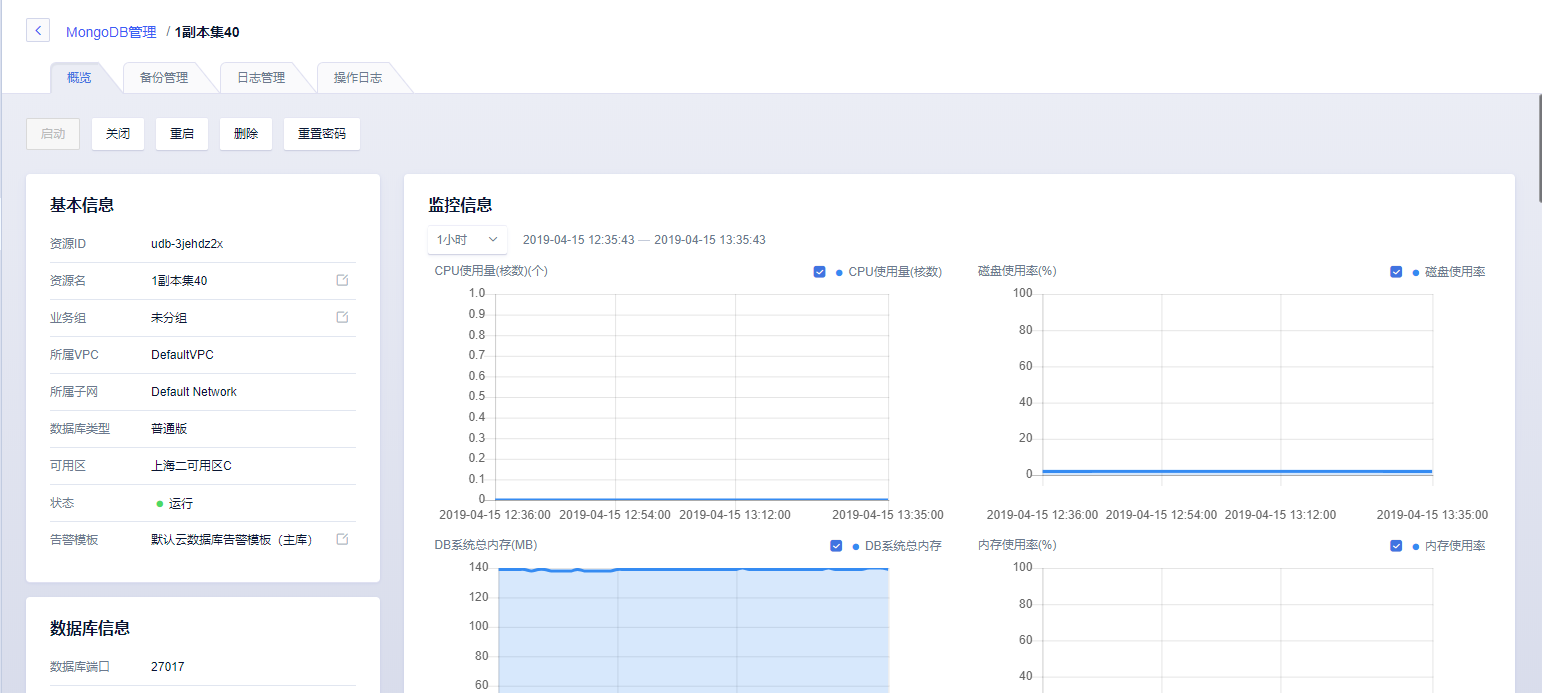 MongoDB管理 / 1副本集40
概览 备份管理 日志管理 操作日志
启动 关闭 重启 删除 重置密码
基本信息
资源ID udb-3jehdz2x
资源名 1副本集40
业务组 未分组
所属VPC DefaultVPC
所属子网 Default Network
数据库类型 普通版
可用区 上海二可用区C
状态 运行
告警模板 默认云数据库告警模板（主库）
数据库信息
数据库端口 27017
监控信息
1小时 2019-04-15 12:35:43 — 2019-04-15 13:35:43
CPU使用量(核数)(个) CPU使用量(核数)
1.0
0.9
0.8
0.7
0.6
0.5
0.4
0.3
0.2
0.1
0
2019-04-15 12:36:00 2019-04-15 12:54:00 2019-04-15 13:12:00 2019-04-15 13:35:00
磁盘使用率(%) 磁盘使用率
100
80
60
40
20
0
2019-04-15 12:36:00 2019-04-15 12:54:00 2019-04-15 13:12:00 2019-04-15 13:35:00
DB系统总内存(MB) DB系统总内存
140
120
100
80
60
内存使用率(%) 内存使用率
100
80
60
40